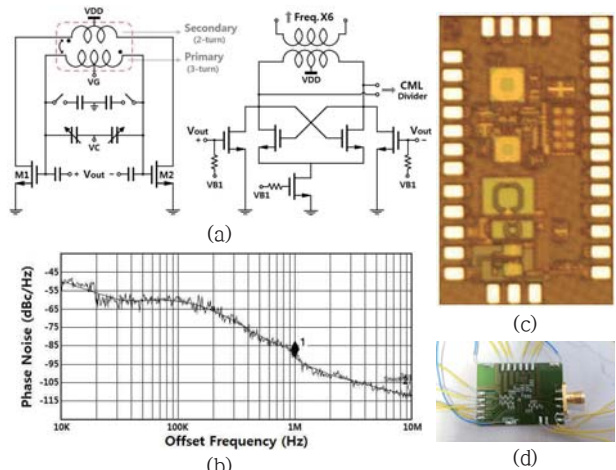 VDD
Secondary
(2-turn)
Primary
(3-turn)
VG
VC
M1
+ Vout −
M2
Freq.X6
VDD
CML
Divider
Vout
+
Vout
−
VB1
VB1
VB1
(a)
Phase Noise (dBc/Hz)
-45
-55
-65
-75
-85
-95
-105
-115
1
10K
100K
1M
10M
Offset Frequency (Hz)
(b)
(c)
(d)